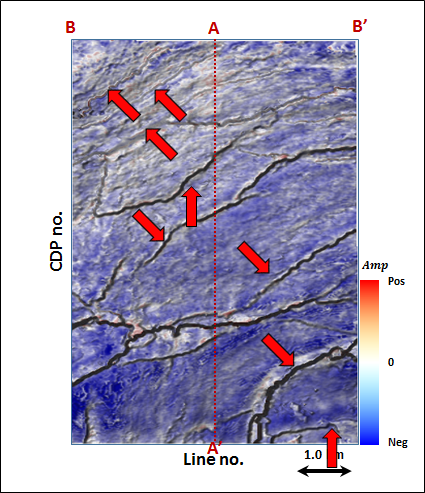 B A B’
CDP no.
Amp
Pos
0
Neg
A’
Line no.
1.0